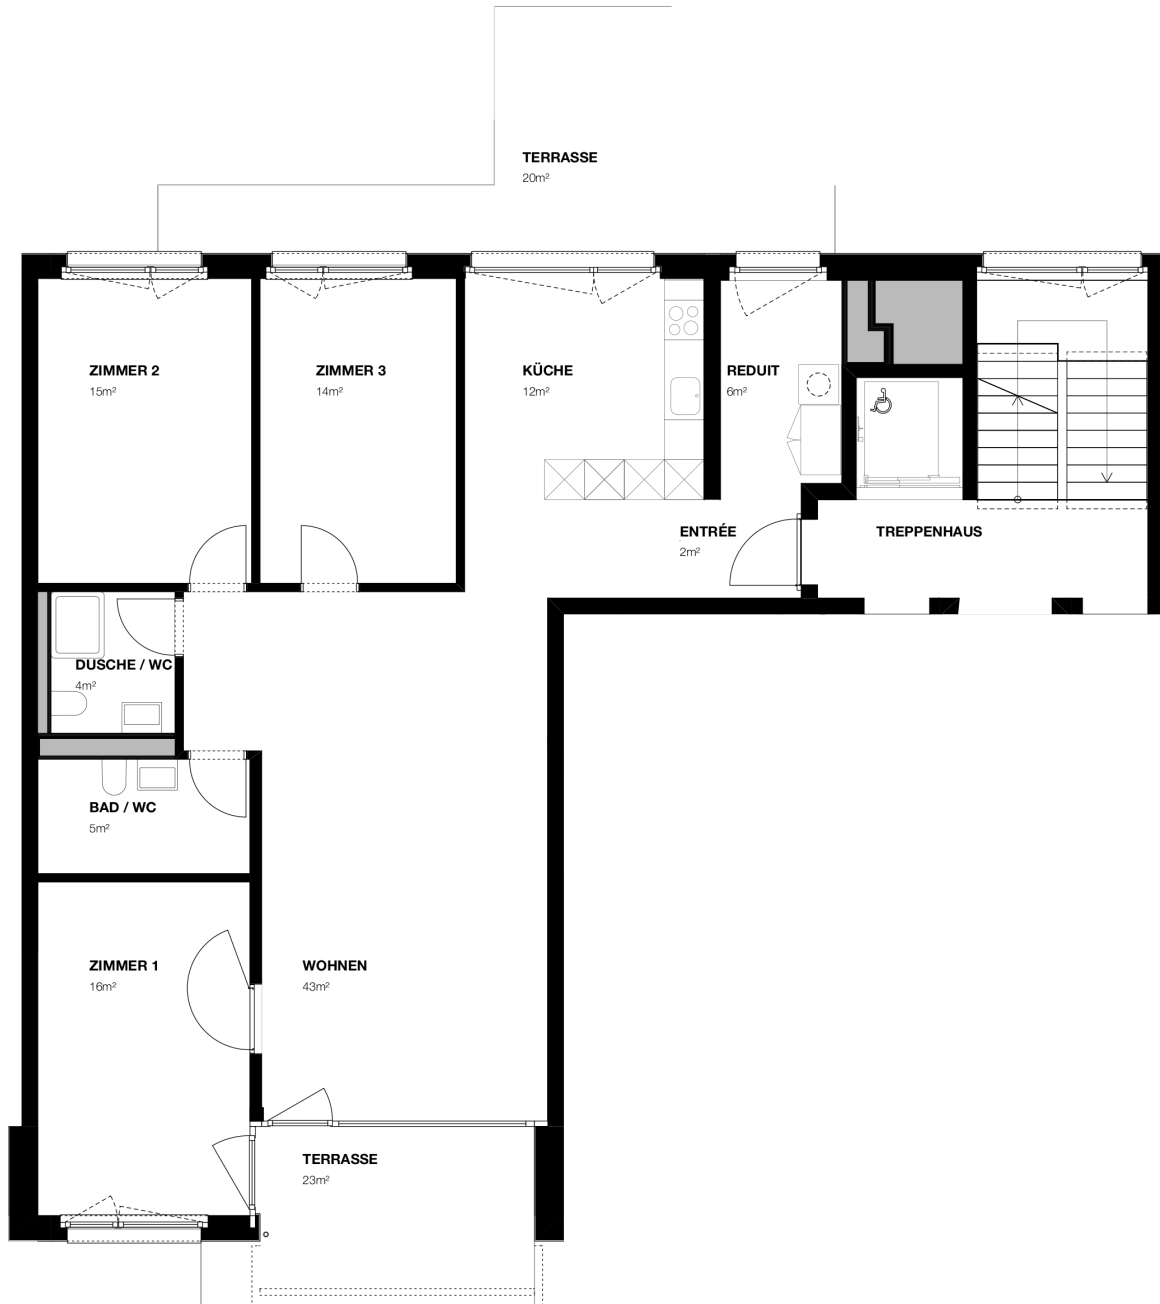 TERRASSE
20m²
ZIMMER 2
15m²
ZIMMER 3
14m²
KÜCHE
12m²
REDUIT
6m²
ENTRÉE
2m²
TREPPENHAUS
DUSCHE / WC
4m²
BAD / WC
5m²
ZIMMER 1
16m²
WOHNEN
43m²
TERRASSE
23m²